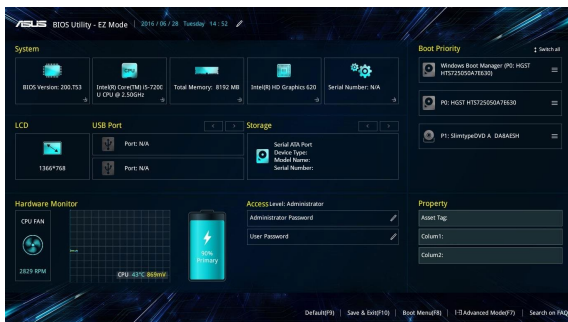 ASUS BIOS Utility - EZ Mode 2016/06/28 Tuesday 14:52
System
BIOS Version: 200.T53
Intel(R) Core(TM) i5-7200
U CPU @ 2.50GHz
Total Memory: 8192 MB
Intel(R) HD Graphics 620
Serial Number: N/A
Boot Priority
Switch all
Windows Boot Manager (P0: HGST
HTS725050A7E630)
P0: HGST HTS725050A7E630
P1: SlimtypeDVD A DA8AESH
LCD
1366*768
USB Port
Port: N/A
Port: N/A
Storage
Serial ATA Port
Device Type:
Model Name:
Serial Number:
Hardware Monitor
CPU FAN
2829 RPM
CPU 43°C 869mV
50%
Primary
Access Level: Administrator
Administrator Password
User Password
Property
Asset Tag:
Colum1:
Colum2:
Default(F9) | Save & Exit(F10) | Boot Menu(F8) | Advanced Mode(F7) | Search on FAQ